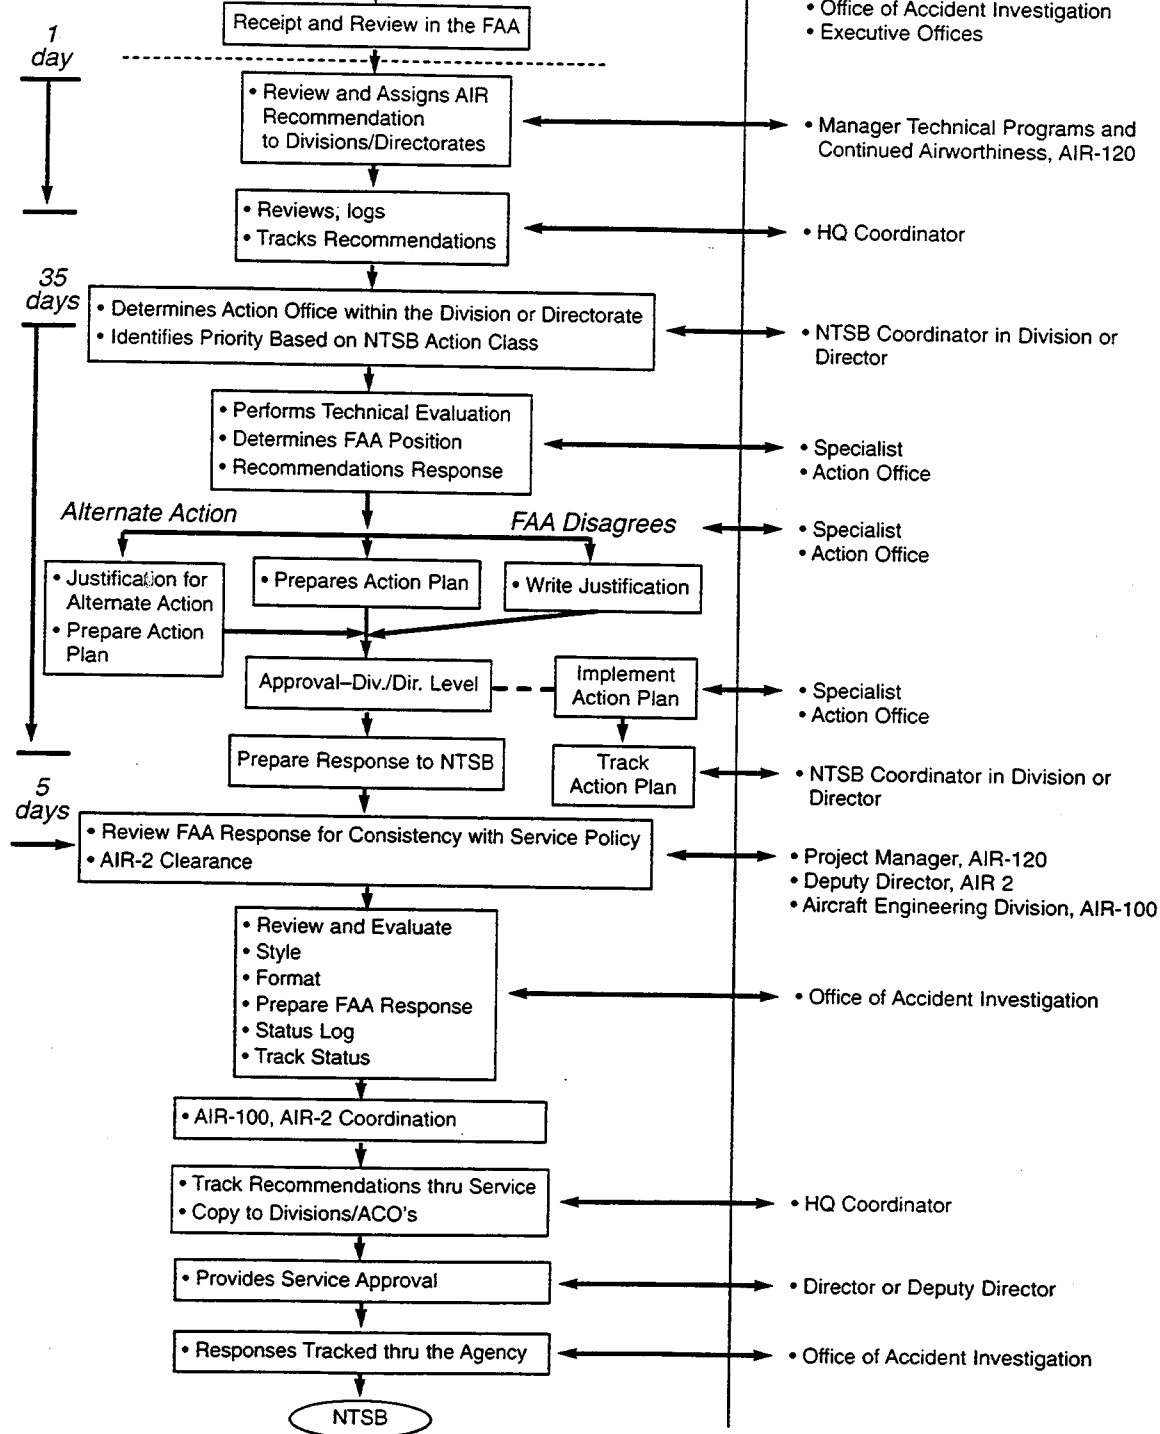 • Office of Accident Investigation
• Executive Offices
Receipt and Review in the FAA
1
day
• Review and Assigns AIR
Recommendation
to Divisions/Directorates
• Manager Technical Programs and
Continued Airworthiness, AIR-120
• Reviews; logs
• Tracks Recommendations
• HQ Coordinator
35
days
• Determines Action Office within the Division or Directorate
• Identifies Priority Based on NTSB Action Class
• NTSB Coordinator in Division or
Director
• Performs Technical Evaluation
• Determines FAA Position
• Recommendations Response
• Specialist
• Action Office
Alternate Action
FAA Disagrees
• Specialist
• Action Office
• Justification for
Alternate Action
• Prepare Action
Plan
• Prepares Action Plan
• Write Justification
Approval–Div./Dir. Level
Implement
Action Plan
• Specialist
• Action Office
Prepare Response to NTSB
Track
Action Plan
• NTSB Coordinator in Division or
Director
5
days
• Review FAA Response for Consistency with Service Policy
• AIR-2 Clearance
• Project Manager, AIR-120
• Deputy Director, AIR 2
• Aircraft Engineering Division, AIR-100
• Review and Evaluate
• Style
• Format
• Prepare FAA Response
• Status Log
• Track Status
• Office of Accident Investigation
• AIR-100, AIR-2 Coordination
• Track Recommendations thru Service
• Copy to Divisions/ACO's
• HQ Coordinator
• Provides Service Approval
• Director or Deputy Director
• Responses Tracked thru the Agency
• Office of Accident Investigation
NTSB